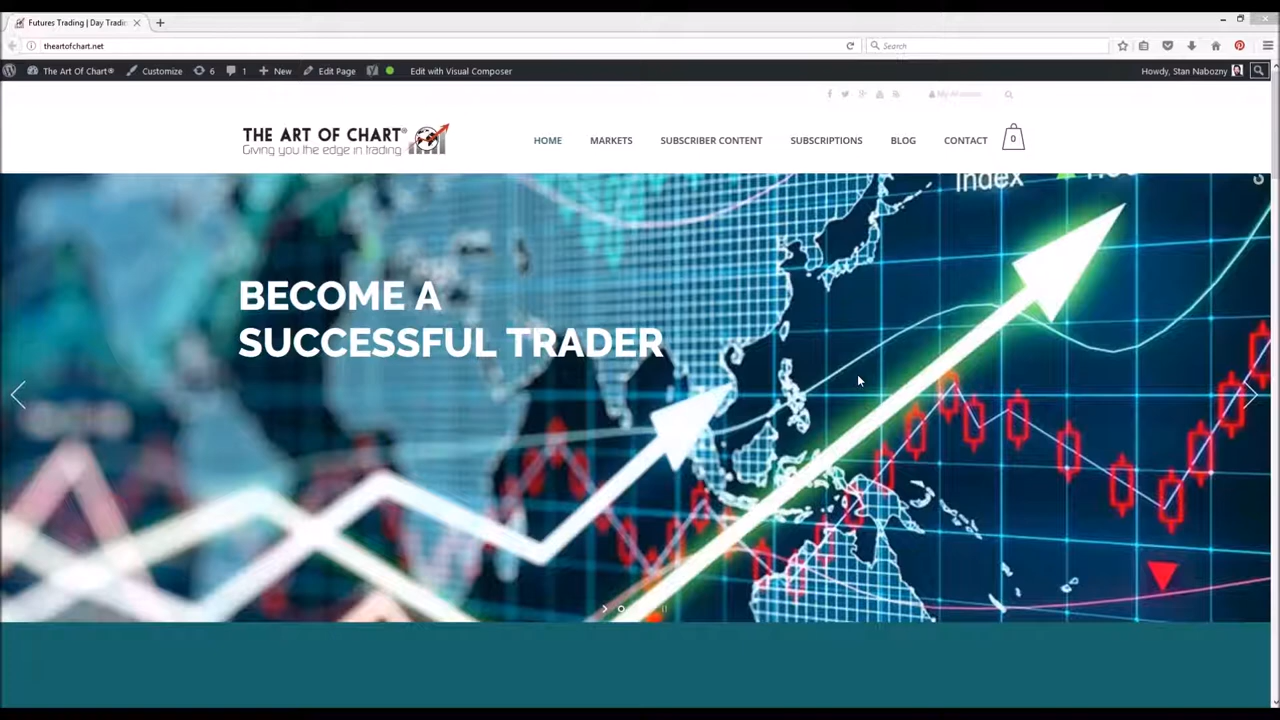 Futures Trading | Day Tradi
theartofchart.net
Search
The Art Of Chart®
Customize
6
1
New
Edit Page
Edit with Visual Composer
Howdy, Stan Nabozny
My Account
THE ART OF CHART®
Giving you the edge in trading
HOME
MARKETS
SUBSCRIBER CONTENT
SUBSCRIPTIONS
BLOG
CONTACT
0
Index
BECOME A
SUCCESSFUL TRADER